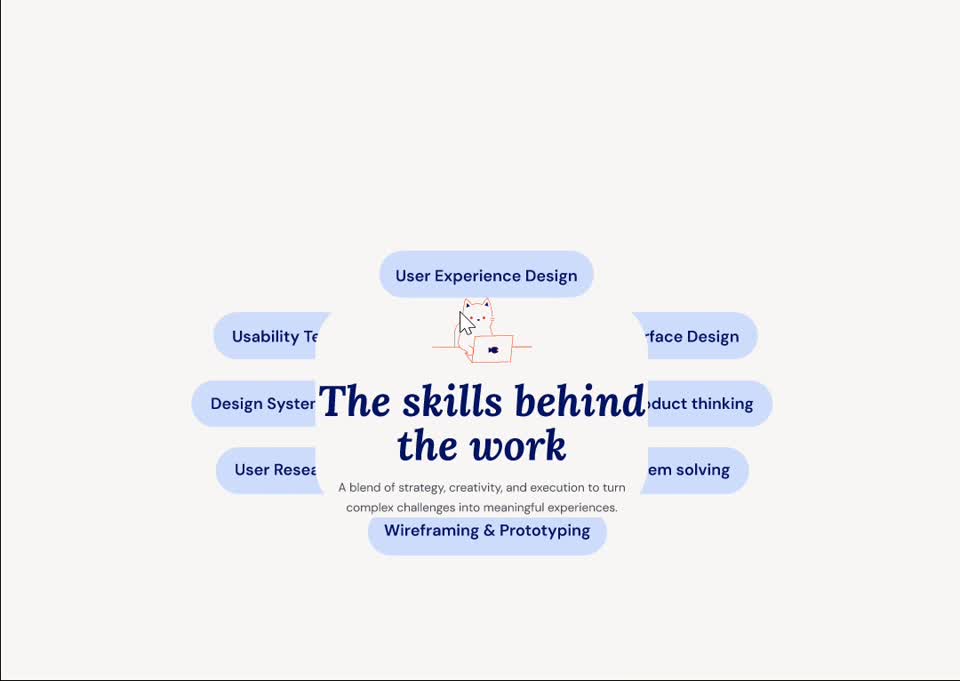 User Experience Design
Usability Te
rface Design
Design System
The skills behind
oduct thinking
the work
User Resea
em solving
A blend of strategy, creativity, and execution to turn
complex challenges into meaningful experiences.
Wireframing & Prototyping